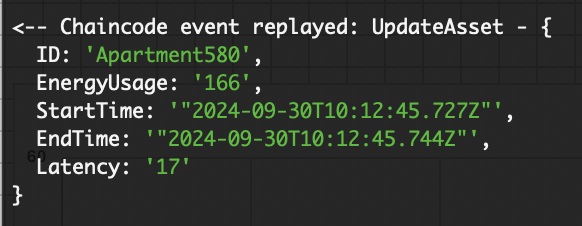 <-- Chaincode event replayed: UpdateAsset - {
ID: 'Apartment580',
EnergyUsage: '166',
StartTime: '"2024-09-30T10:12:45.727Z"',
EndTime: '"2024-09-30T10:12:45.744Z"',
60
Latency: '17'
}